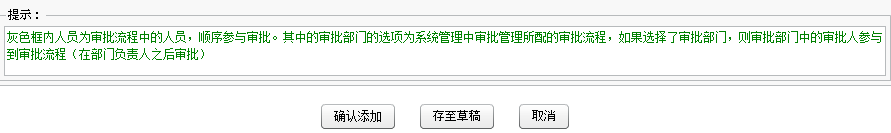 提示：
灰色框内人员为审批流程中的人员，顺序参与审批。其中的审批部门的选项为系统管理中审批管理所配的审批流程，如果选择了审批部门，则审批部门中的审批人参与
到审批流程（在部门负责人之后审批）
确认添加 存至草稿 取消